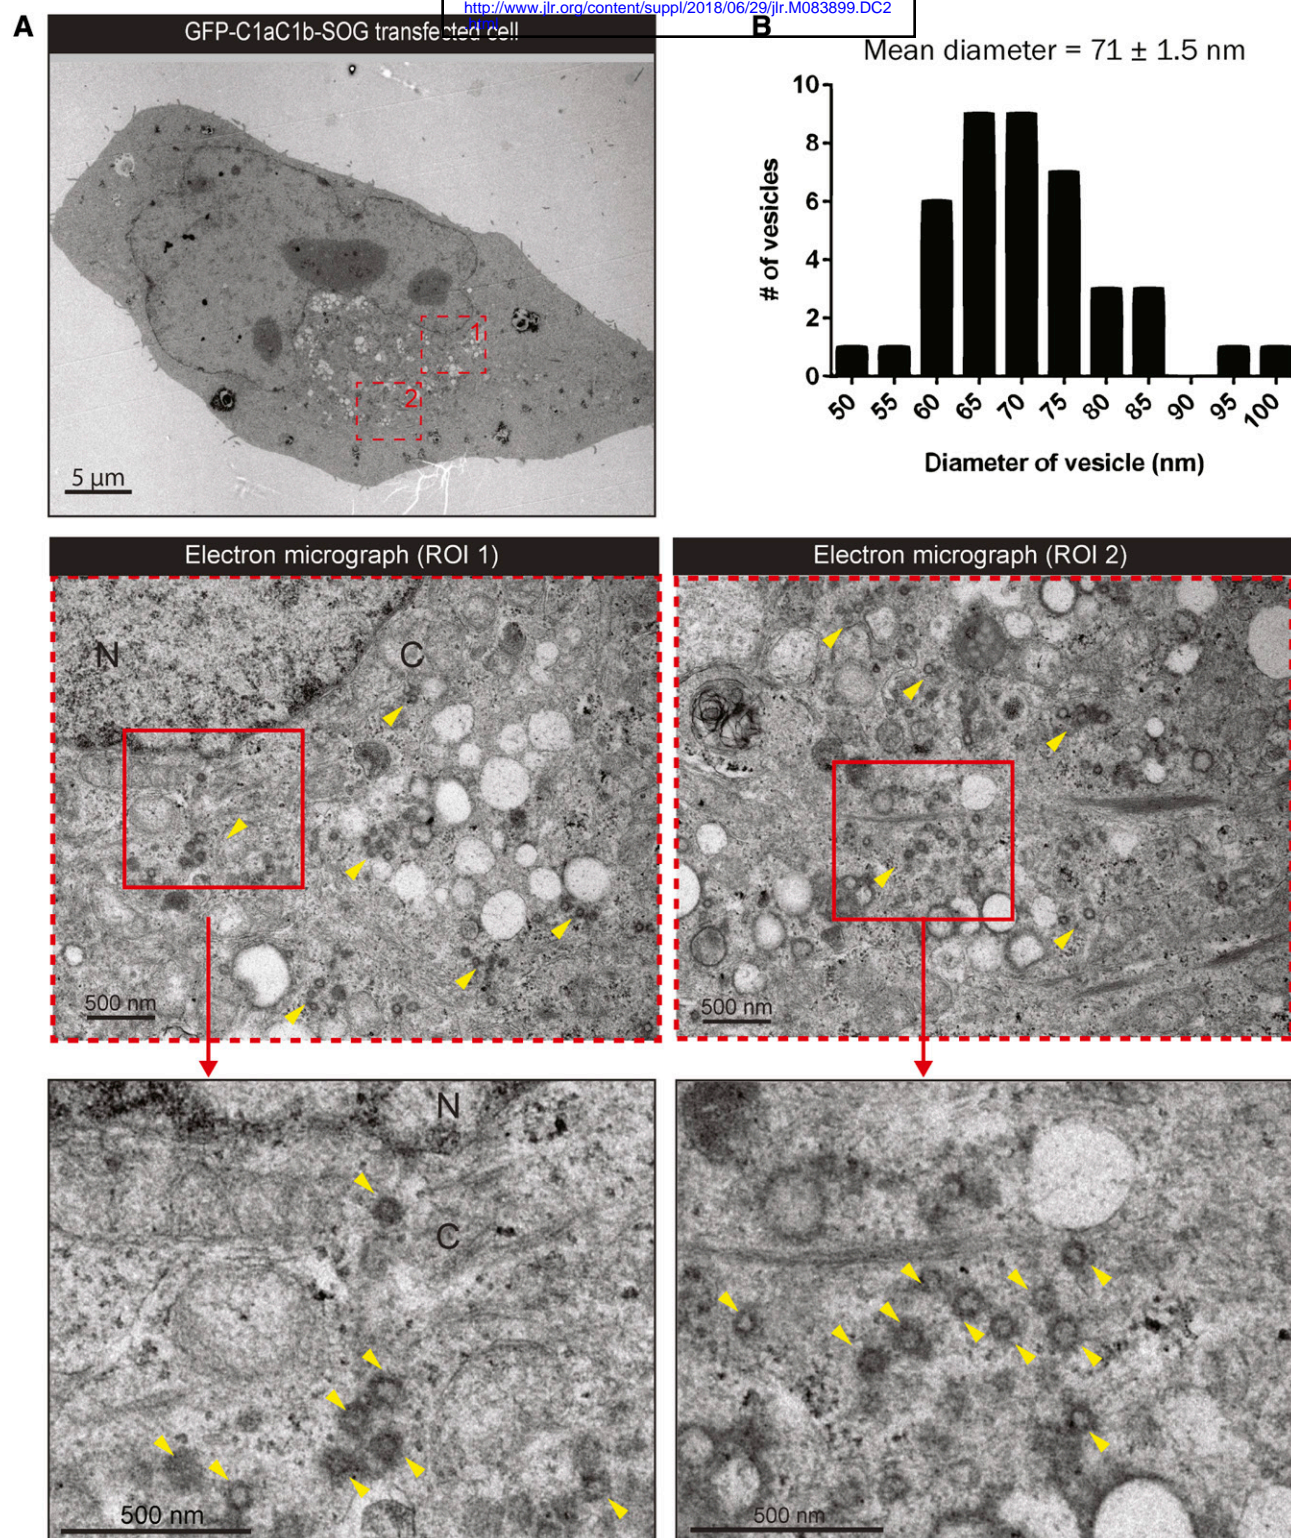 http://www.jlr.org/content/suppl/2018/06/29/jlr.M083899.DC2
.html
A
GFP-C1aC1b-SOG transfected cell
1
2
5 µm
B
Mean diameter = 71 ± 1.5 nm
10
8
6
4
2
0
# of vesicles
50 55 60 65 70 75 80 85 90 95 100
Diameter of vesicle (nm)
Electron micrograph (ROI 1)
N
C
500 nm
Electron micrograph (ROI 2)
500 nm
N
C
500 nm
500 nm